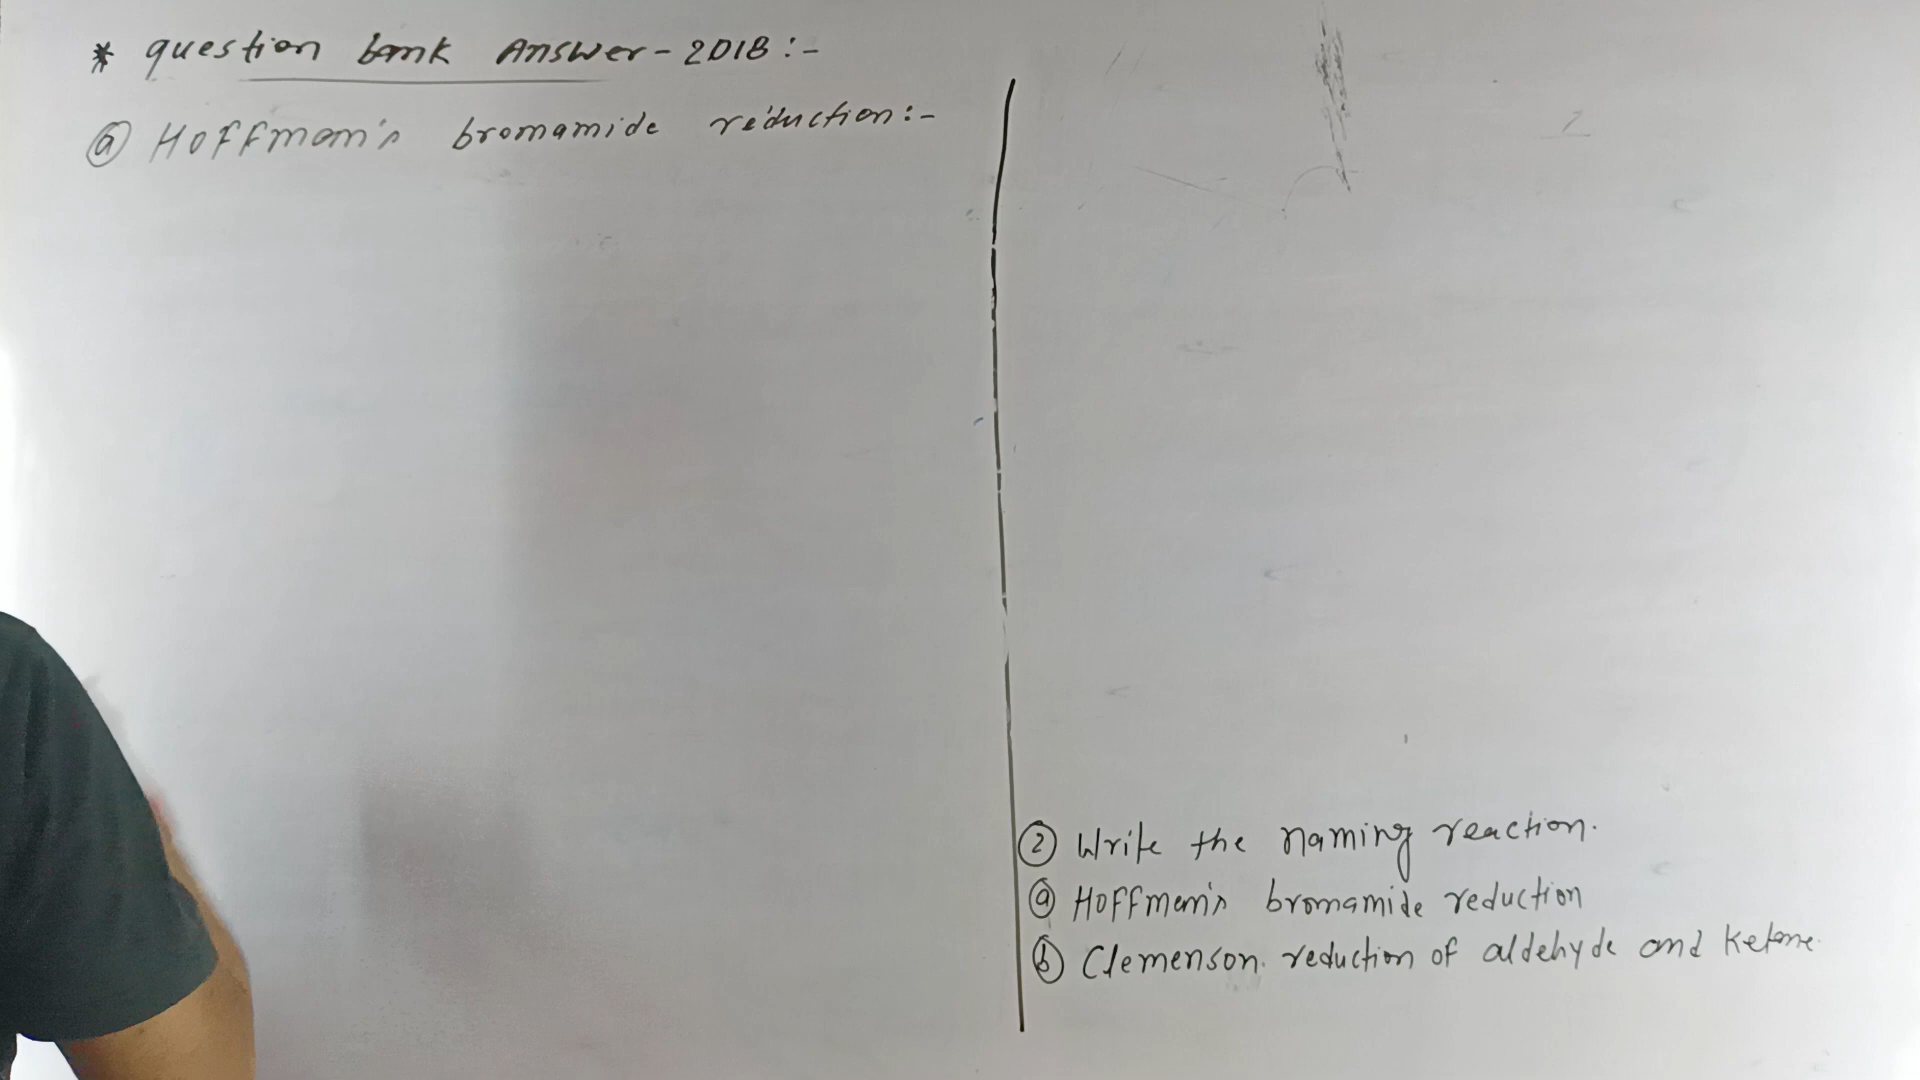 * question bank Answer - 2018 :-
ⓐ Hoffman's bromamide reduction :-
② Write the naming reaction.
ⓐ Hoffman's bromamide reduction
ⓑ Clemenson. reduction of aldehyde and Ketone.